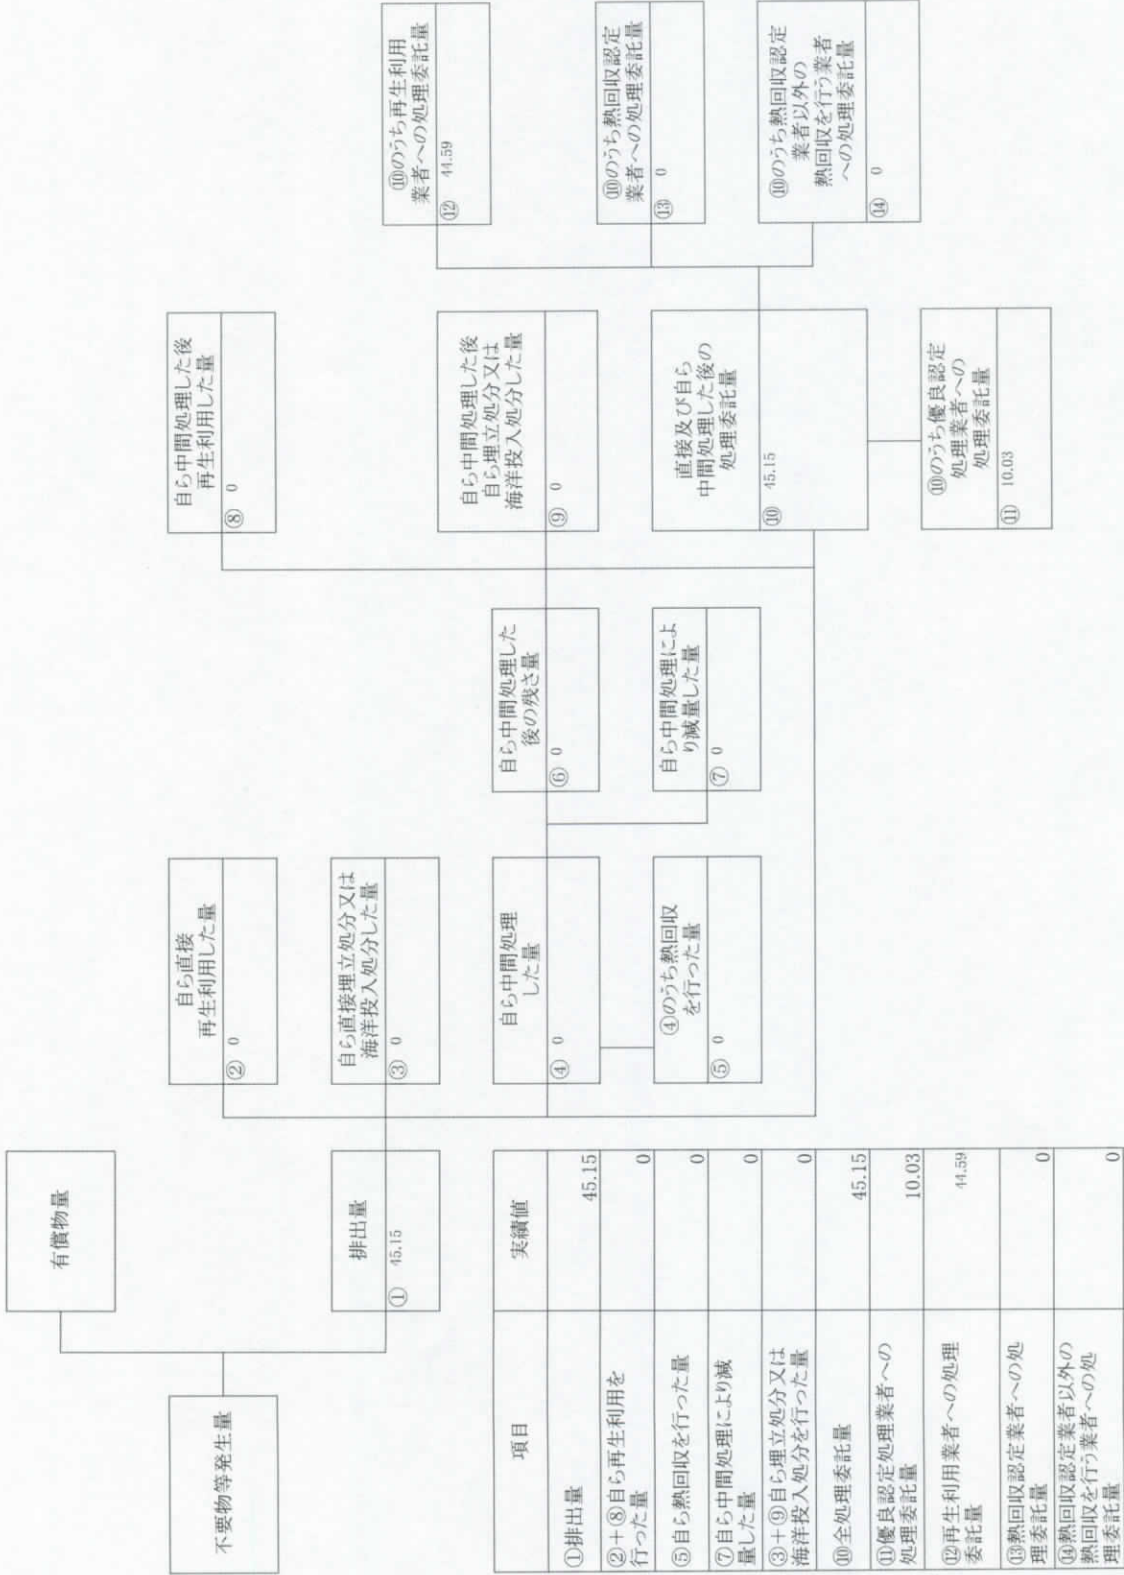 有償物量
不要物等発生量
排出量
① 45.15
自ら直接
再生利用した量
② 0
自ら直接埋立処分又は
海洋投入処分した量
③ 0
自ら中間処理
した量
④ 0
④のうち熱回収
を行った量
⑤ 0
自ら中間処理した
後の残さ量
⑥ 0
自ら中間処理によ
り減量した量
⑦ 0
自ら中間処理した後
再生利用した量
⑧ 0
自ら中間処理した後
自ら埋立処分又は
海洋投入処分した量
⑨ 0
直接及び自ら
中間処理した後の
処理委託量
⑩ 45.15
⑩のうち優良認定
処理業者への
処理委託量
⑪ 10.03
⑩のうち再生利用
業者への処理委託量
⑫ 44.59
⑩のうち熱回収認定
業者への処理委託量
⑬ 0
⑩のうち熱回収認定
業者以外の
熱回収を行う業者
への処理委託量
⑭ 0
項目 実績値
①排出量 45.15
②+⑧自ら再生利用を
行った量 0
⑤自ら熱回収を行った量 0
⑦自ら中間処理により減
量した量 0
③+⑨自ら埋立処分又は
海洋投入処分を行った量 0
⑩全処理委託量 45.15
⑪優良認定処理業者への
処理委託量 10.03
⑫再生利用業者への処理
委託量 44.59
⑬熱回収認定業者への処
理委託量 0
⑭熱回収認定業者以外の
熱回収を行う業者への処
理委託量 0